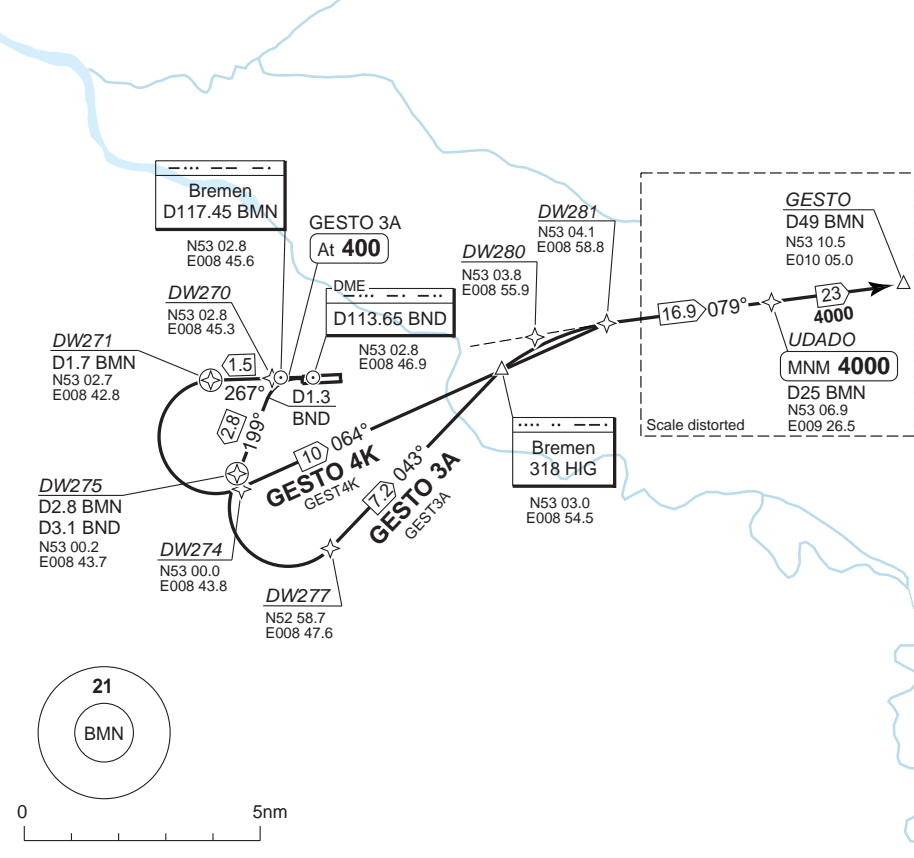 Bremen
D117.45 BMN
N53 02.8
E008 45.6
GESTO 3A
At 400
DW270
N53 02.8
E008 45.3
DME
D113.65 BND
N53 02.8
E008 46.9
DW271
D1.7 BMN
N53 02.7
E008 42.8
1.5
267°
D1.3
BND
2.8
199°
DW280
N53 03.8
E008 55.9
DW281
N53 04.1
E008 58.8
GESTO
D49 BMN
N53 10.5
E010 05.0
16.9
079°
23
4000
UDADO
MNM 4000
D25 BMN
N53 06.9
E009 26.5
Scale distorted
Bremen
318 HIG
N53 03.0
E008 54.5
10
064°
GESTO 4K
GEST4K
7.2
043°
GESTO 3A
GEST3A
DW275
D2.8 BMN
D3.1 BND
N53 00.2
E008 43.7
DW274
N53 00.0
E008 43.8
DW277
N52 58.7
E008 47.6
21
BMN
0
5nm